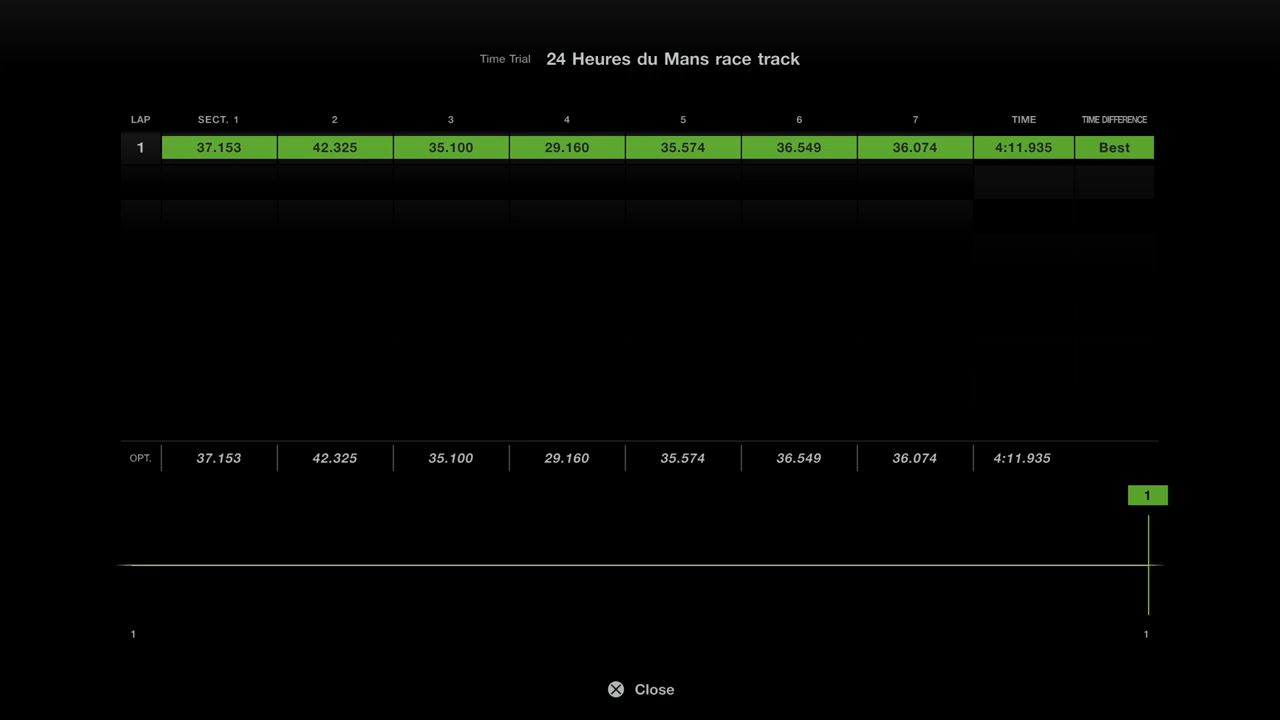 Time Trial 24 Heures du Mans race track
LAP SECT. 1 2 3 4 5 6 7 TIME TIME DIFFERENCE
1 37.153 42.325 35.100 29.160 35.574 36.549 36.074 4:11.935 Best
OPT. 37.153 42.325 35.100 29.160 35.574 36.549 36.074 4:11.935
1
1 1
Close